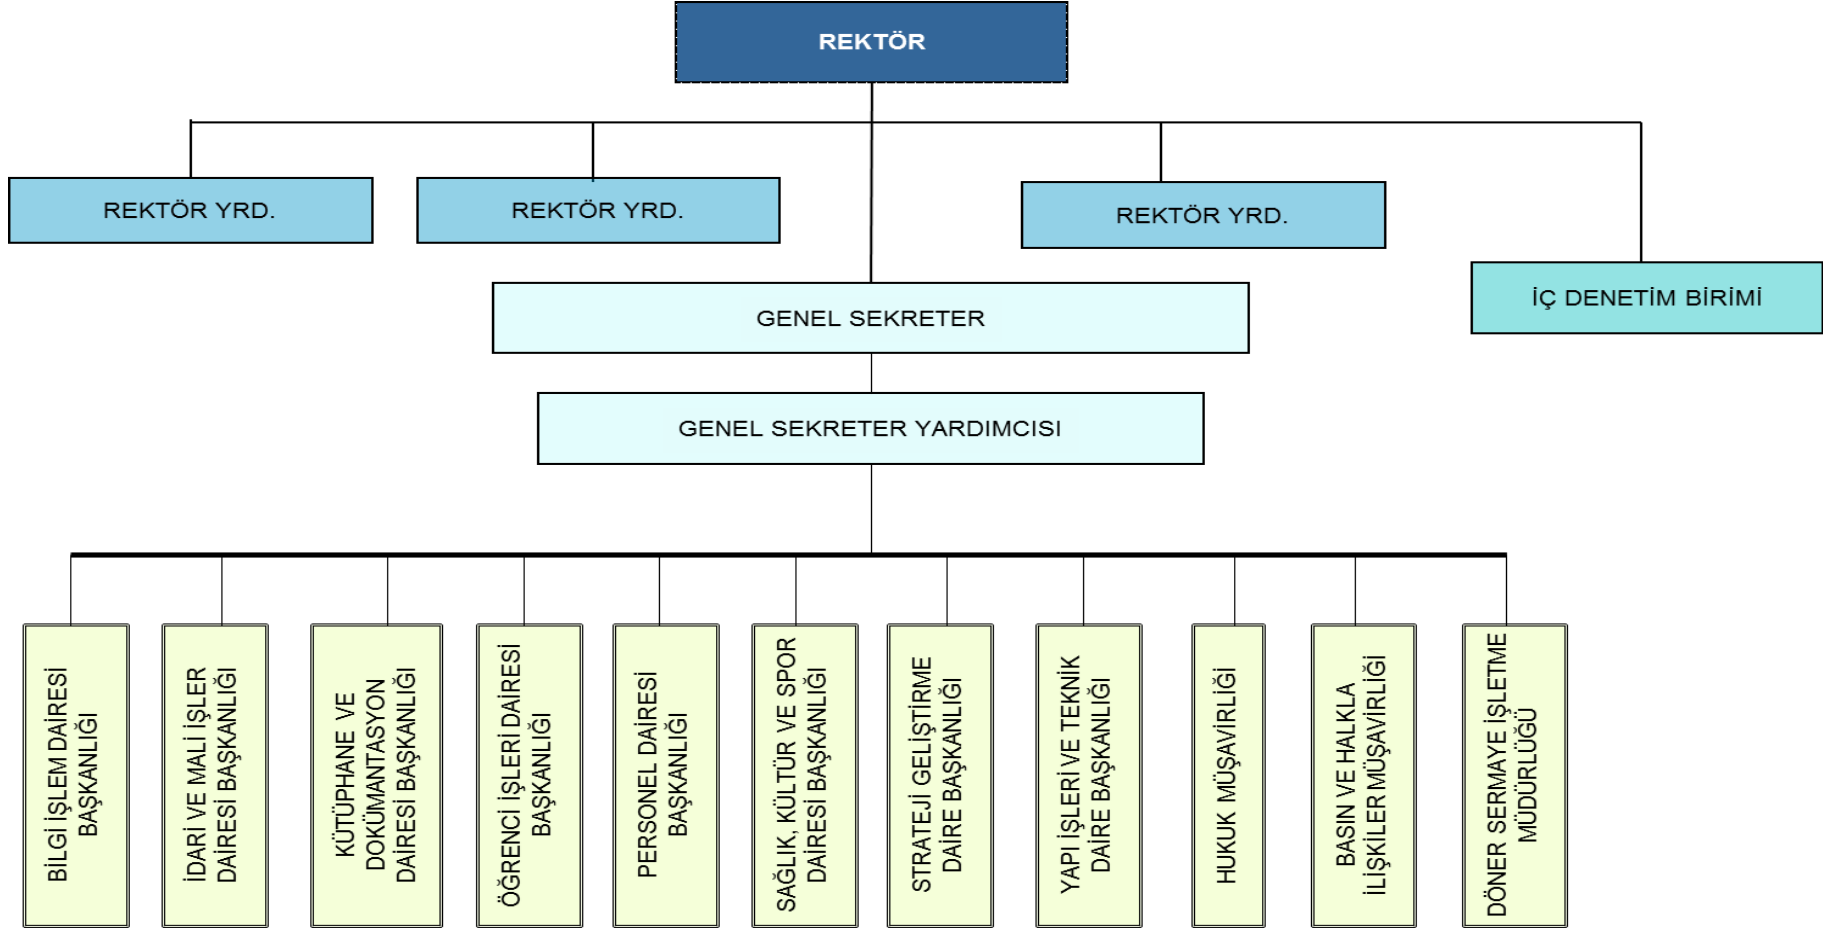 REKTÖR
REKTÖR YRD.
REKTÖR YRD.
REKTÖR YRD.
İÇ DENETİM BİRİMİ
GENEL SEKRETER
GENEL SEKRETER YARDIMCISI
BİLGİ İŞLEM DAİRESİ
BAŞKANLIĞI
İDARİ VE MALİ İŞLER
DAİRESİ BAŞKANLIĞI
KÜTÜPHANE VE
DOKÜMANTASYON
DAİRESİ BAŞKANLIĞI
ÖĞRENCİ İŞLERİ DAİRESİ
BAŞKANLIĞI
PERSONEL DAİRESİ
BAŞKANLIĞI
SAĞLIK, KÜLTÜR VE SPOR
DAİRESİ BAŞKANLIĞI
STRATEJİ GELİŞTİRME
DAİRE BAŞKANLIĞI
YAPI İŞLERİ VE TEKNİK
DAİRE BAŞKANLIĞI
HUKUK MÜŞAVİRLİĞİ
BASIN VE HALKLA
İLİŞKİLER MÜŞAVİRLİĞİ
DÖNER SERMAYE İŞLETME
MÜDÜRLÜĞÜ